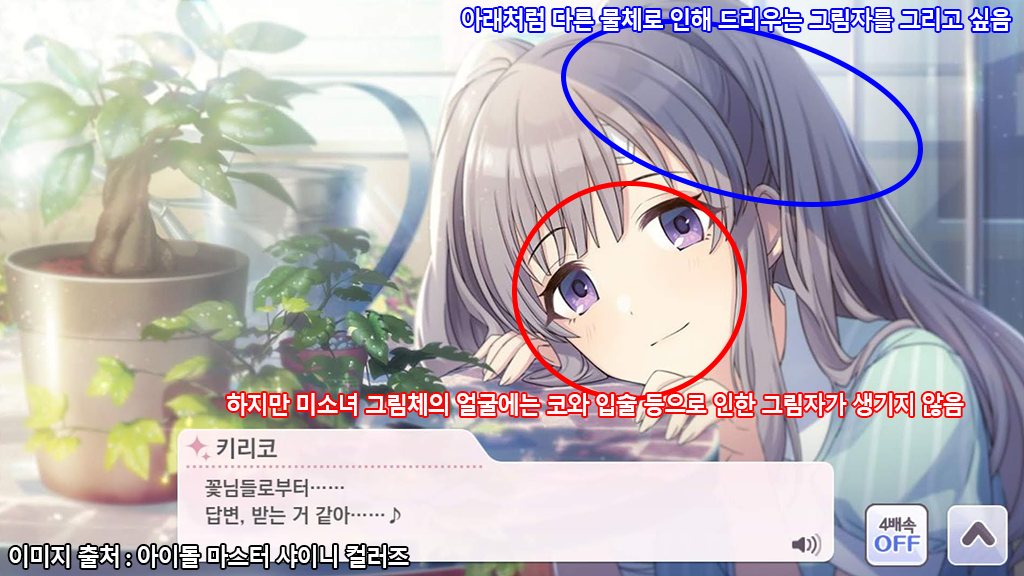 아래처럼 다른 물체로 인해 드리우는 그림자를 그리고 싶음
하지만 미소녀 그림체의 얼굴에는 코와 입술 등으로 인한 그림자가 생기지 않음
키리코
꽃님들로부터……
답변, 받는 거 같아……♪
4배속
OFF
이미지 출처 : 아이돌 마스터 샤이니 컬러즈